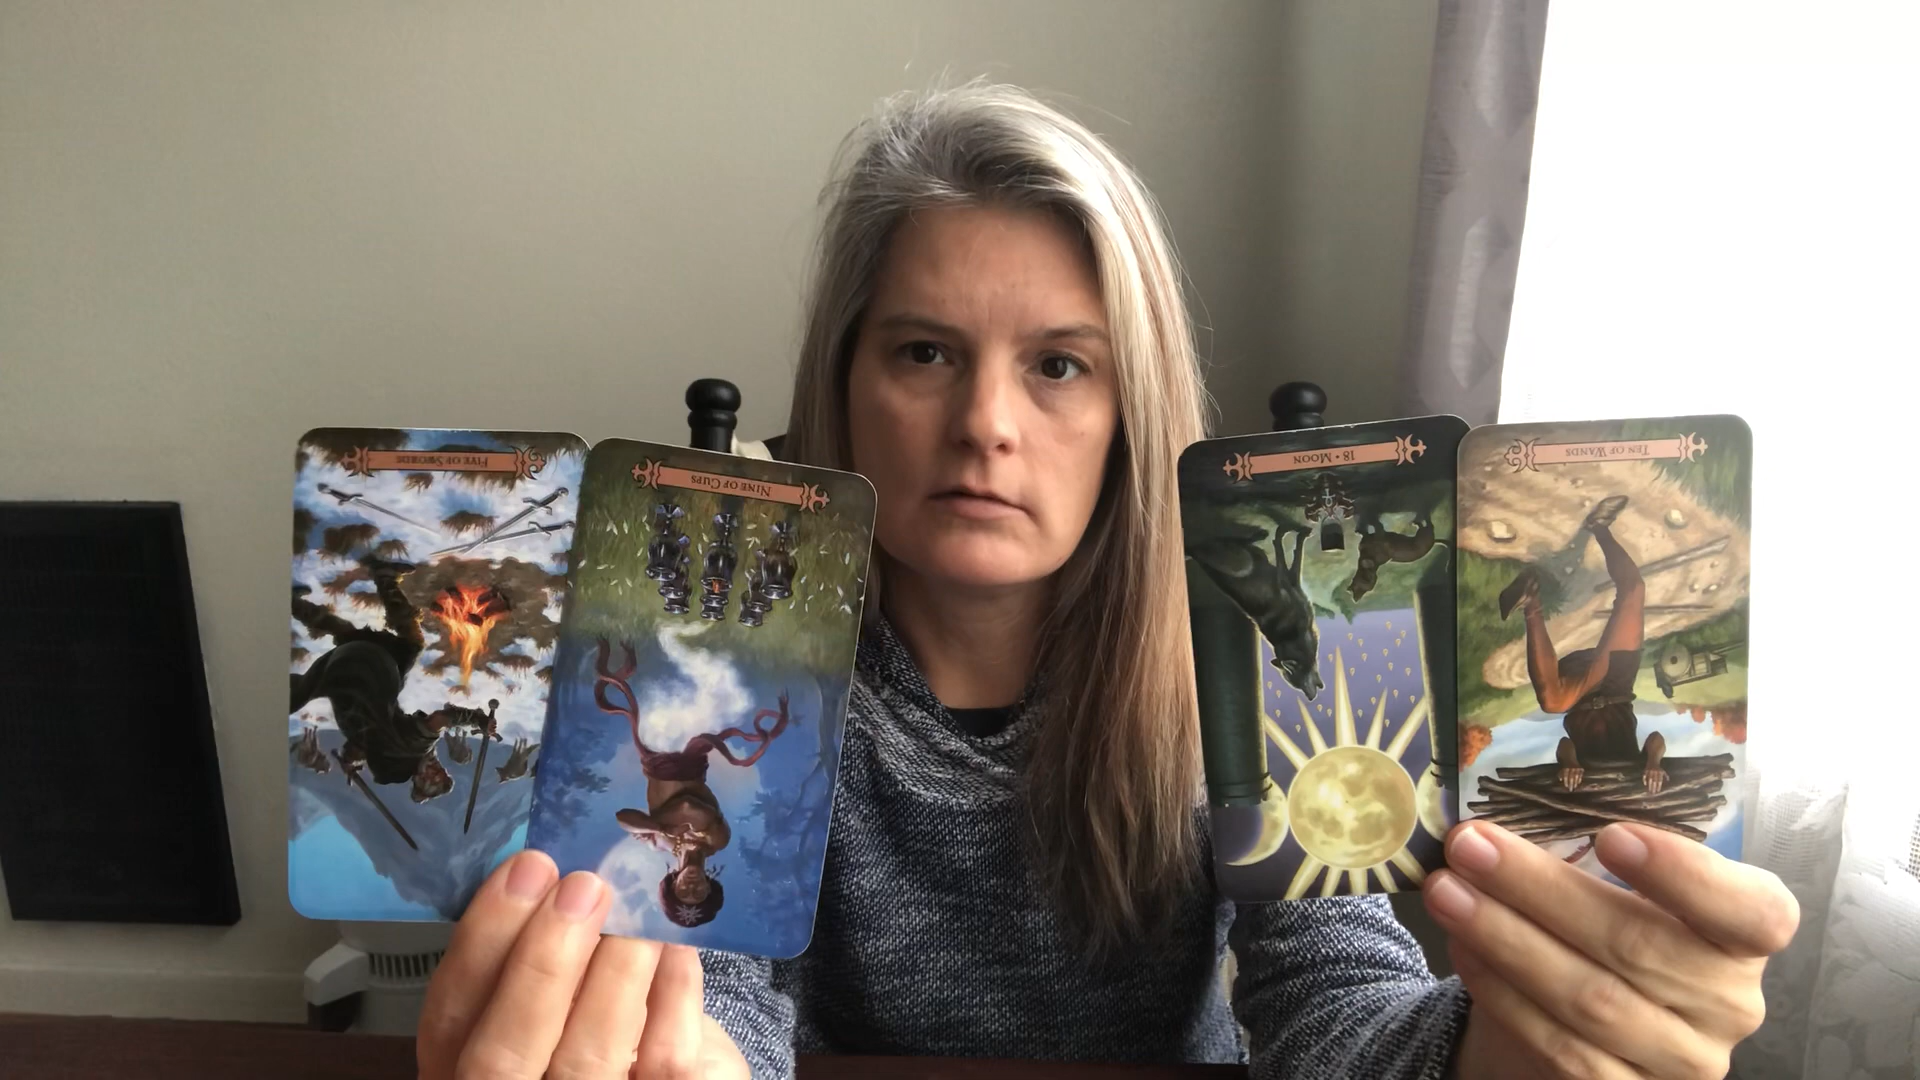 FIVE OF SWORDS
NINE OF CUPS
18 • MOON
TEN OF WANDS